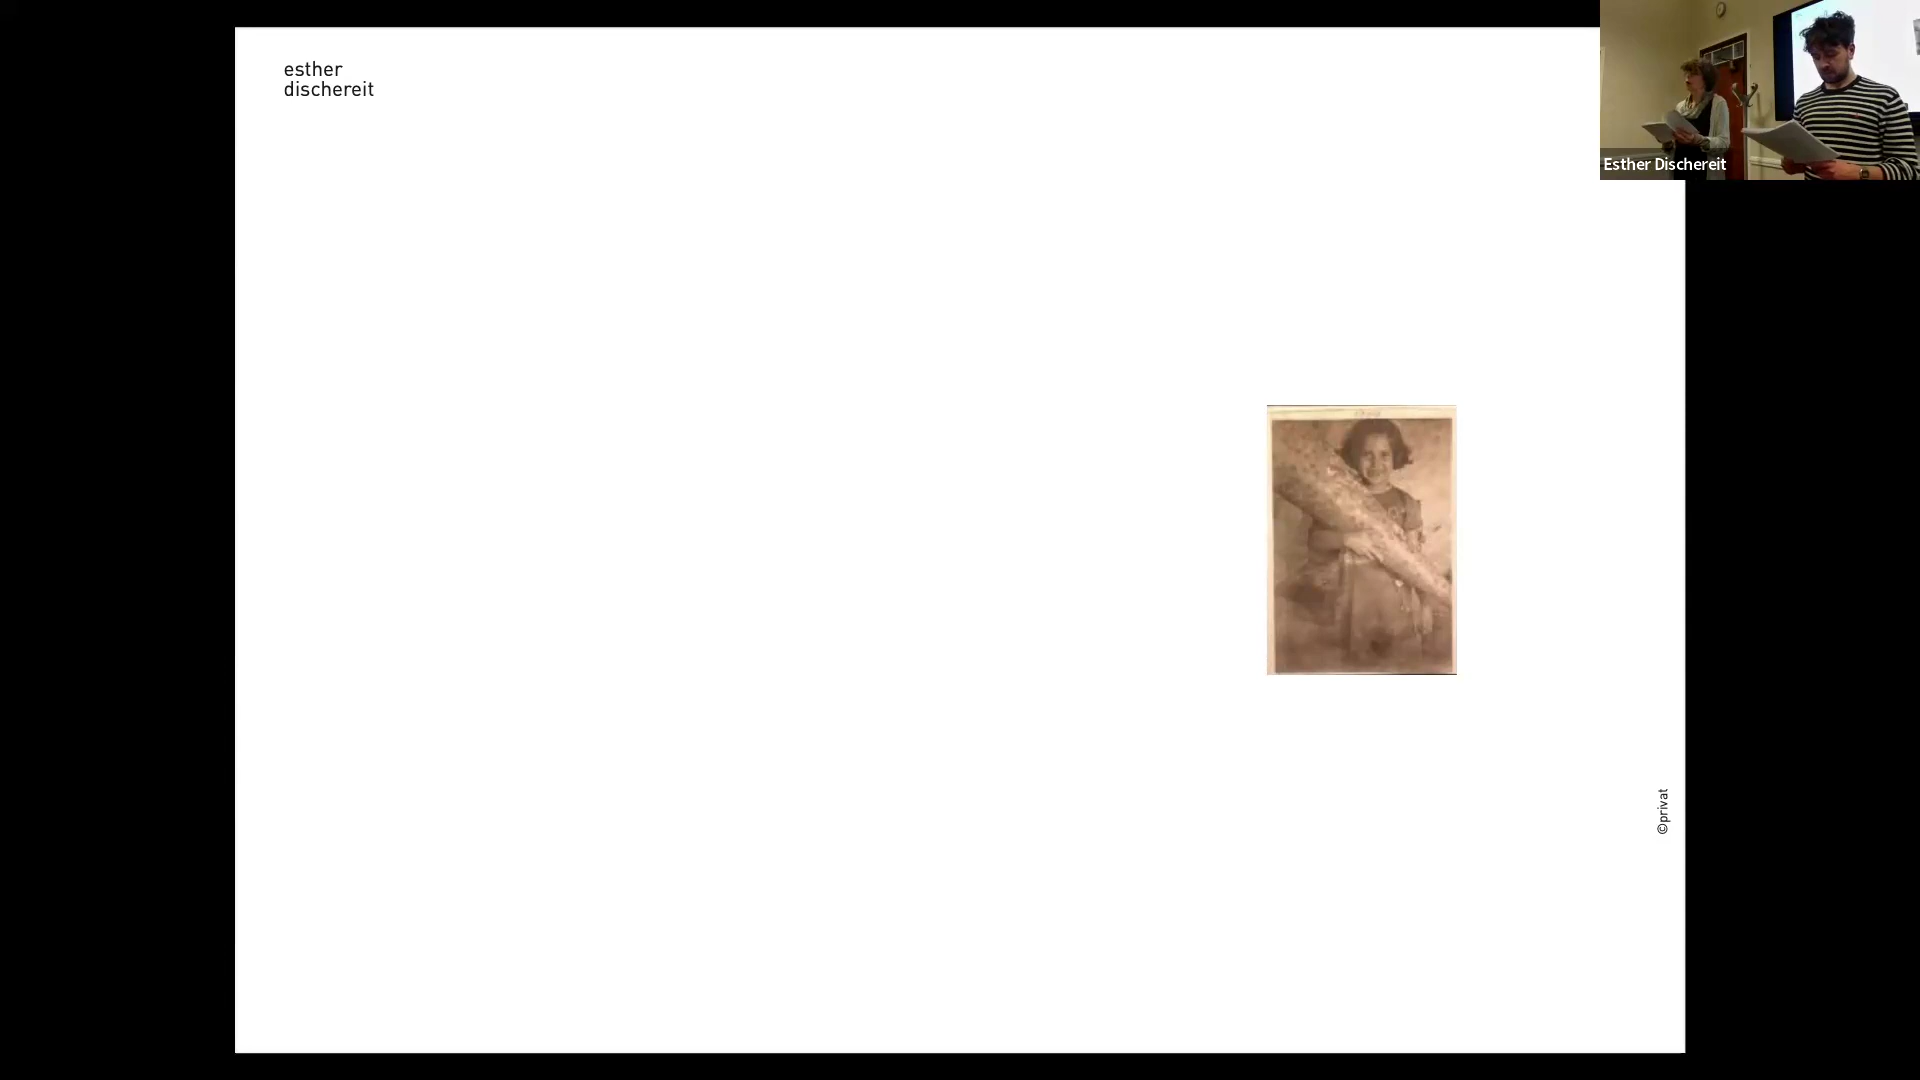 esther
dischereit
Esther Dischereit
©privat